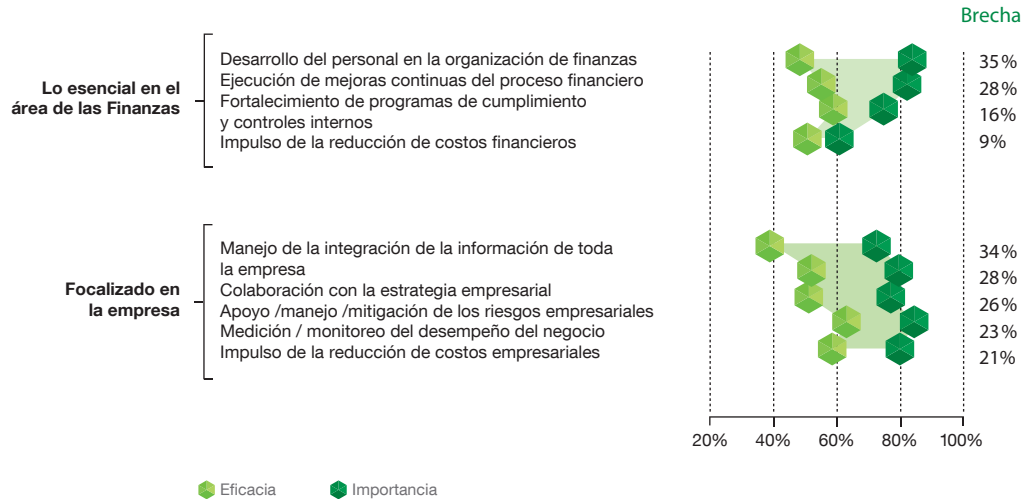 Brecha
Lo esencial en el
área de las Finanzas
Desarrollo del personal en la organización de finanzas
Ejecución de mejoras continuas del proceso financiero
Fortalecimiento de programas de cumplimiento
y controles internos
Impulso de la reducción de costos financieros
35%
28%
16%
9%
Focalizado en
la empresa
Manejo de la integración de la información de toda
la empresa
Colaboración con la estrategia empresarial
Apoyo /manejo /mitigación de los riesgos empresariales
Medición / monitoreo del desempeño del negocio
Impulso de la reducción de costos empresariales
34%
28%
26%
23%
21%
20% 40% 60% 80% 100%
Eficacia Importancia